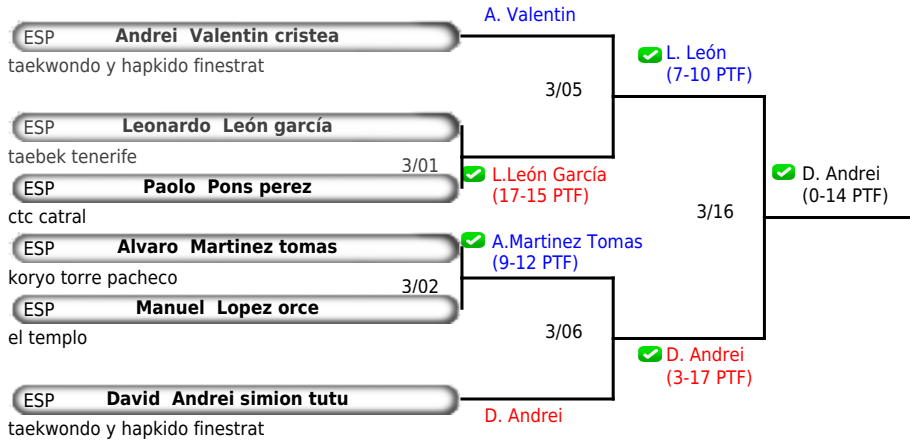 A. Valentin
ESP Andrei Valentin cristea
taekwondo y hapkido finestrat
L. León
(7-10 PTF)
3/05
ESP Leonardo León garcía
taebek tenerife
3/01
L.León García
(17-15 PTF)
ESP Paolo Pons perez
ctc catral
D. Andrei
(0-14 PTF)
3/16
ESP Alvaro Martinez tomas
koryo torre pacheco
A.Martinez Tomas
(9-12 PTF)
3/02
ESP Manuel Lopez orce
el templo
3/06
D. Andrei
(3-17 PTF)
ESP David Andrei simion tutu
taekwondo y hapkido finestrat
D. Andrei